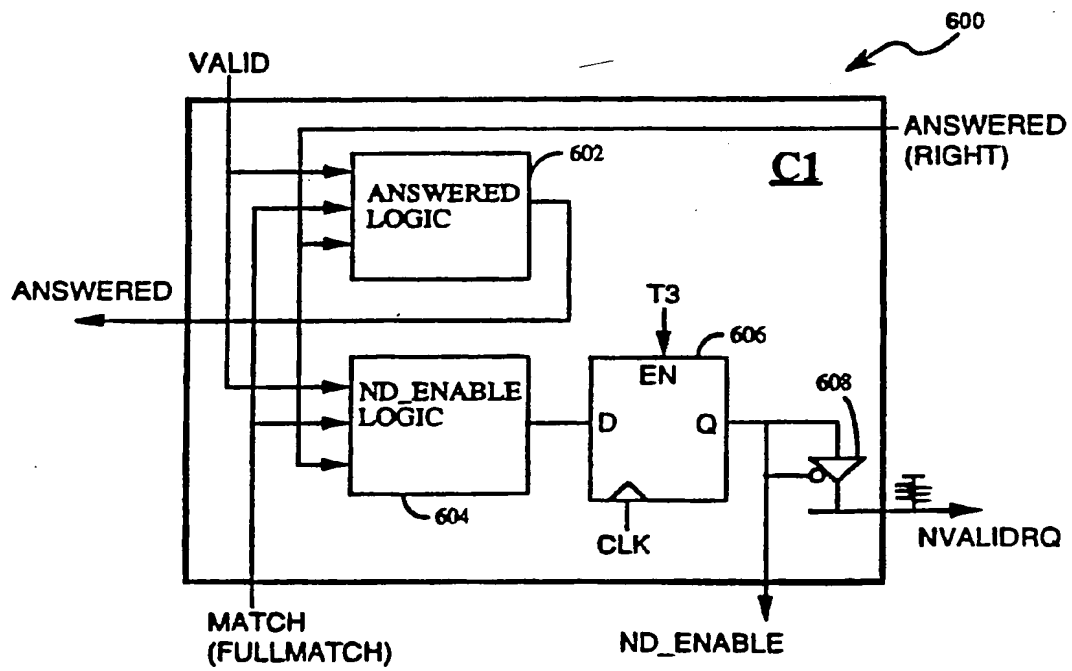 600
VALID
ANSWERED
(RIGHT)
602
C1
ANSWERED
LOGIC
ANSWERED
T3
606
EN
608
ND_ENABLE
LOGIC
D
Q
604
CLK
NVALIDRQ
MATCH
(FULLMATCH)
ND_ENABLE